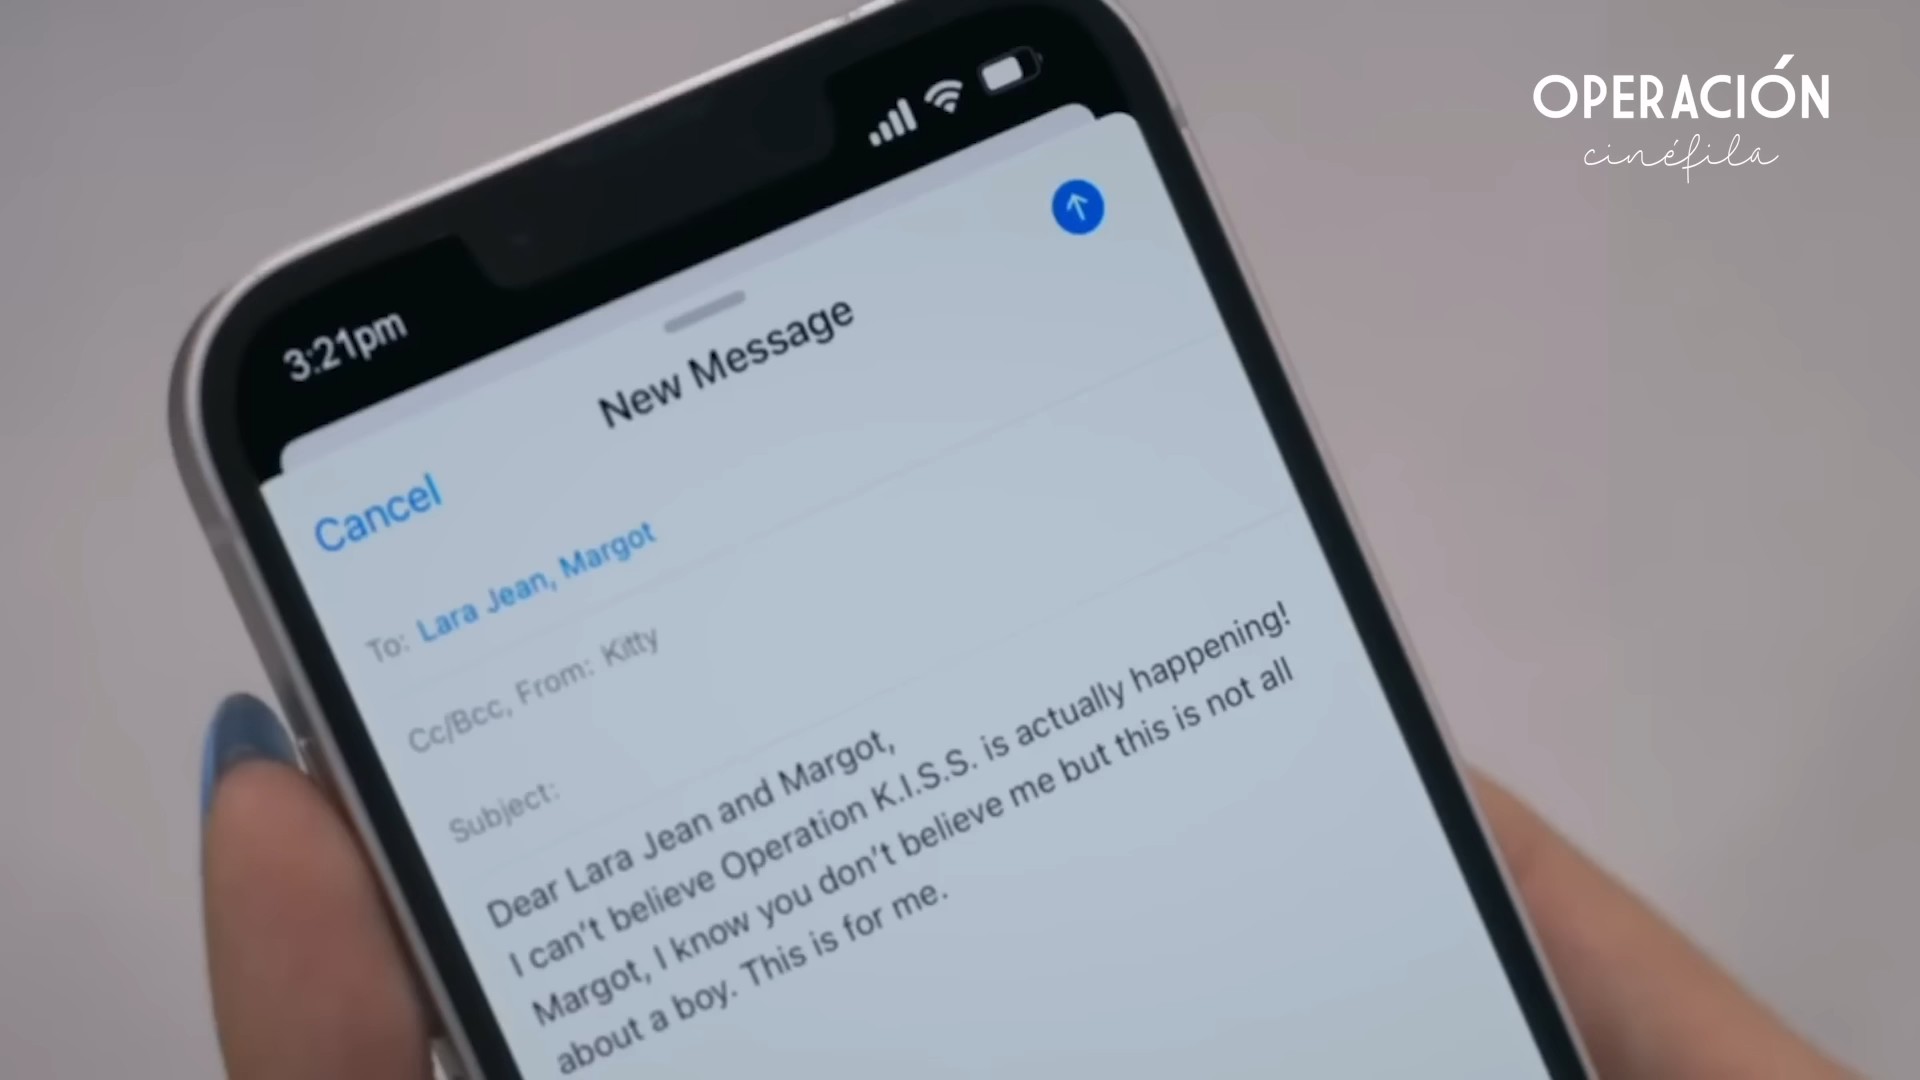 OPERACIÓN
cinéfila
3:21pm
New Message
Cancel
To: Lara Jean, Margot
Cc/Bcc, From: Kitty
Subject:
Dear Lara Jean and Margot,
I can't believe Operation K.I.S.S. is actually happening!
Margot, I know you don't believe me but this is not all
about a boy. This is for me.